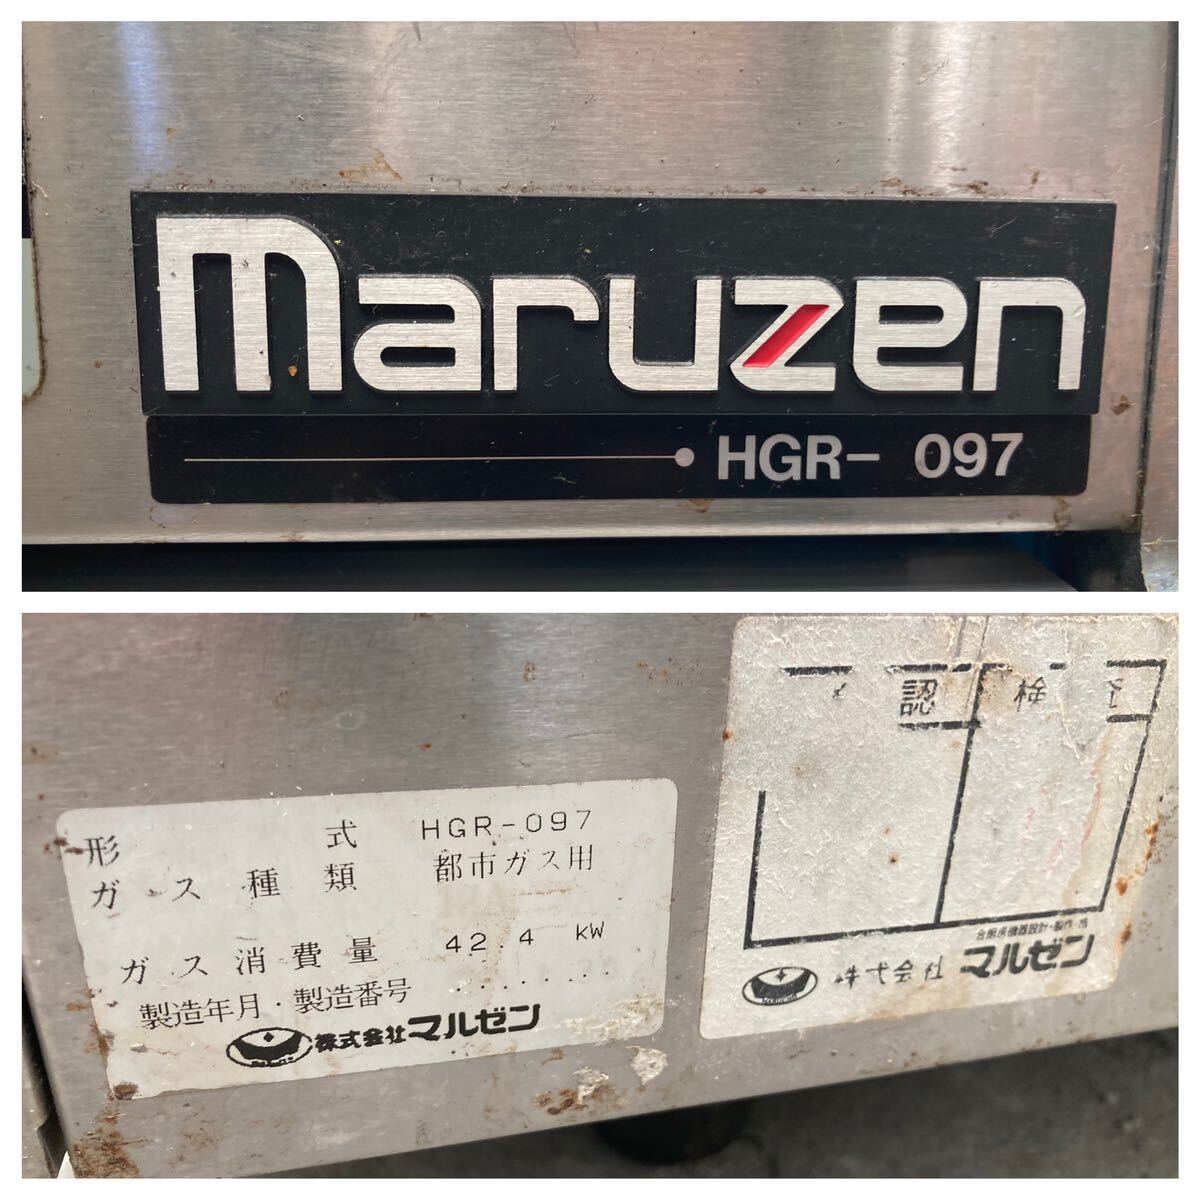 maruzen
HGR- 097
形式 HGR-097
ガス種類 都市ガス用
ガス消費量 42.4 kW
製造年月・製造番号 ........
株式会社マルゼン
認 検
株式会社 マルゼン